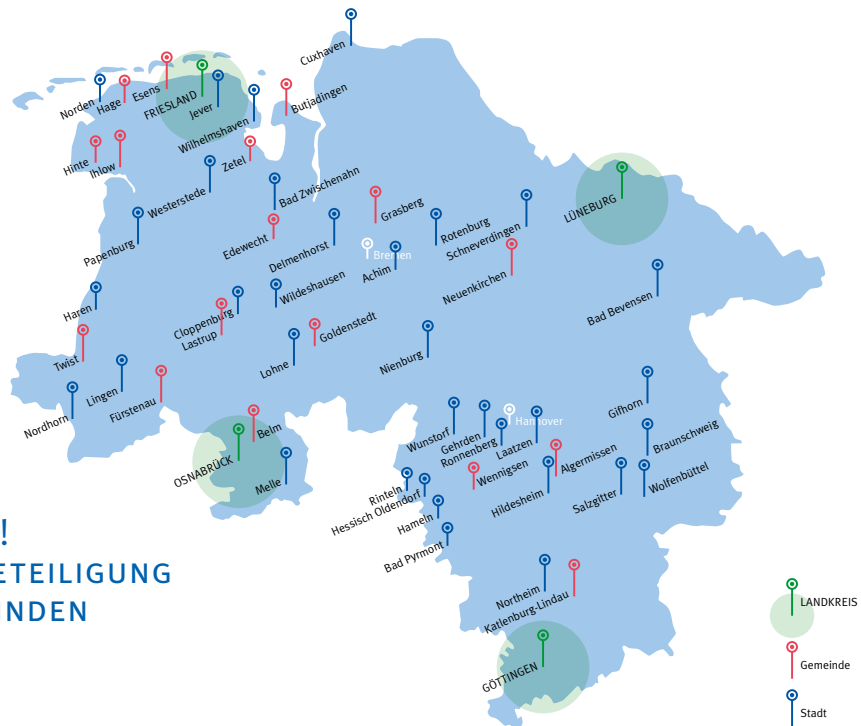 Cuxhaven
Norden
Hage
Esens
FRIESLAND
Jever
Wilhelmshaven
Butjadingen
Hinte
Ihlow
Zetel
Westerstede
Bad Zwischenahn
Papenburg
Edewecht
Delmenhorst
Grasberg
Bremen
Achim
Rotenburg
Schneverdingen
LÜNEBURG
Neuenkirchen
Bad Bevensen
Haren
Cloppenburg
Lastrup
Wildeshausen
Goldenstedt
Lohne
Nienburg
Twist
Lingen
Nordhorn
Fürstenau
Belm
OSNABRÜCK
Melle
Wunstorf
Gehrden
Ronnenberg
Hannover
Laatzen
Gifhorn
Braunschweig
Wennigsen
Algermissen
Hildesheim
Salzgitter
Wolfenbüttel
Rinteln
Hessisch Oldendorf
Hameln
Bad Pyrmont
!
ETEILIGUNG
INDEN
Northeim
Katlenburg-Lindau
GÖTTINGEN
LANDKREIS
Gemeinde
Stadt